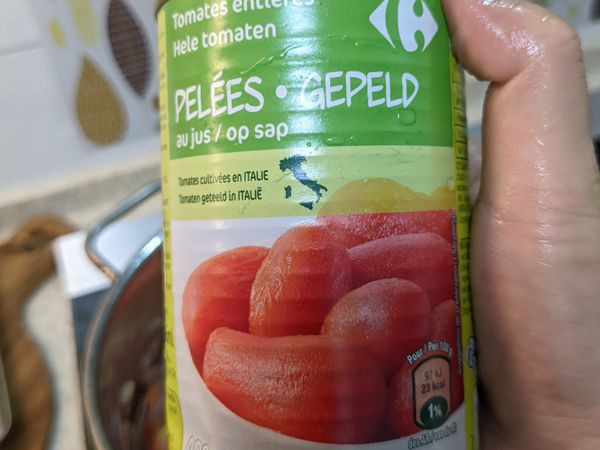 Tomates entières
Hele tomaten
PELÉES • GEPELD
au jus / op sap
Tomates cultivées en ITALIE
Tomaten geteeld in ITALIË
Pour / Per 100 g
97 kJ
23 kcal
1%